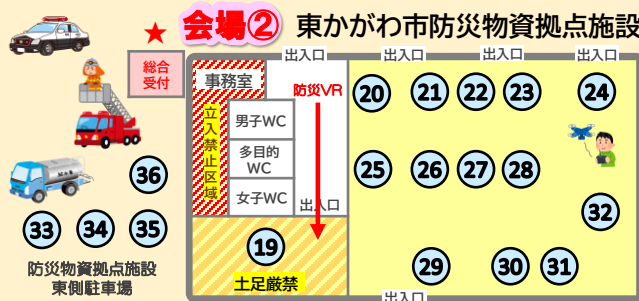 ★ 会場② 東かがわ市防災物資拠点施設
出入口 出入口 出入口 出入口
総合
受付
事務室
防災VR
立入禁止区域
男子WC
多目的
WC
女子WC
出入口
20 21 22 23 24
25 26 27 28
36
32
33 34 35
19
29 30 31
土足厳禁
防災物資拠点施設
東側駐車場
出入口